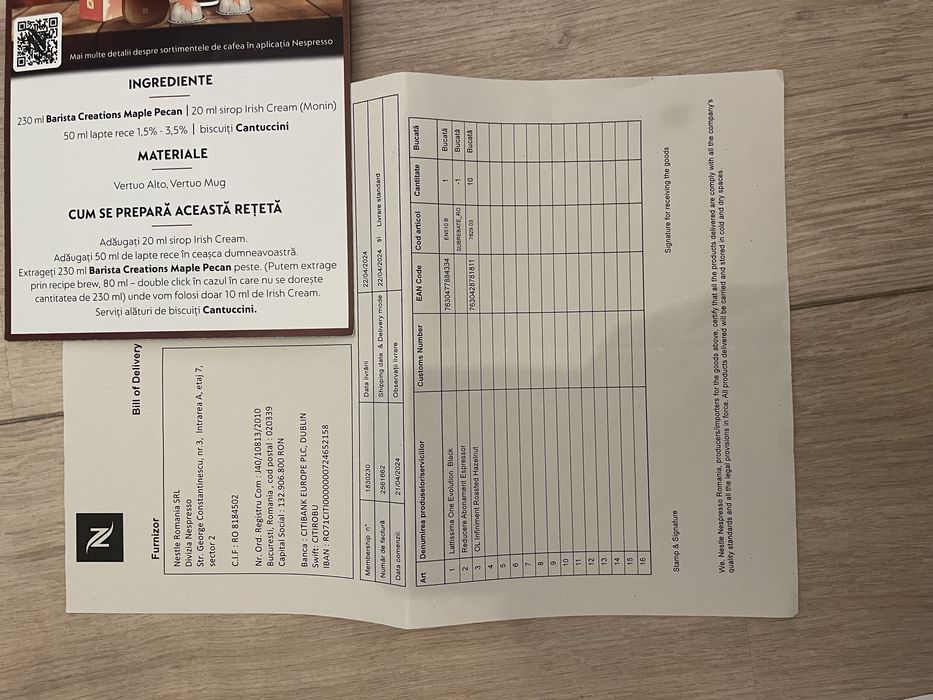 Mai multe detalii despre sortimentele de cafea în aplicația Nespresso
INGREDIENTE
230 ml Barista Creations Maple Pecan | 20 ml sirop Irish Cream (Monin)
50 ml lapte rece 1,5% - 3,5% | biscuiți Cantuccini
MATERIALE
Vertuo Alto, Vertuo Mug
CUM SE PREPARĂ ACEASTĂ REȚETĂ
Adăugați 20 ml sirop Irish Cream.
Adăugați 50 ml de lapte rece în ceașca dumneavoastră.
Extrageți 230 ml Barista Creations Maple Pecan peste. (Putem extrage
prin recipe brew, 80 ml – double click în cazul în care nu se dorește
cantitatea de 230 ml) unde vom folosi doar 10 ml de Irish Cream.
Serviți alături de biscuiți Cantuccini.
N
Bill of Delivery
Furnizor
Nestle Romania SRL
Divizia Nespresso
Str. George Constantinescu, nr.3, Intrarea A, etaj 7,
sector 2
C.I.F. : RO 8184502
Nr. Ord. Registru Com : J40/10813/2010
Bucuresti, Romania , cod postal : 020339
Capital Social : 132.906.800 RON
Banca : CITIBANK EUROPE PLC, DUBLIN
Swift: CITIROBU
IBAN : RO71CITI0000000724652158
Membership n° 1830230 Data livrării 22/04/2024
Număr de factură 2561662 Shipping date & Delivery mode 22/04/2024 și Livrare standard
Data comenzii: 21/04/2024 Observații livrare
Art Denumirea produselor/serviciilor Customs Number EAN Code Cod articol Cantitate Bucată
1 Lattissima One Evolution Black 7630477884334 EN510.B 1 Bucată
2 Reducere Abonament Espressor SUBREBATE_RO -1 Bucată
3 OL Infiniment Roasted Hazelnut 7630428781811 7829.03 10 Bucată
4
5
6
7
8
9
10
11
12
13
14
15
16
Stamp & Signature Signature for receiving the goods
We, Nestle Nespresso Romania, producers/importers for the goods above, certify that all the products delivered are comply with all the company's
quality standards and all the legal provisions in force. All products delivered will be carried and stored in cold and dry spaces.